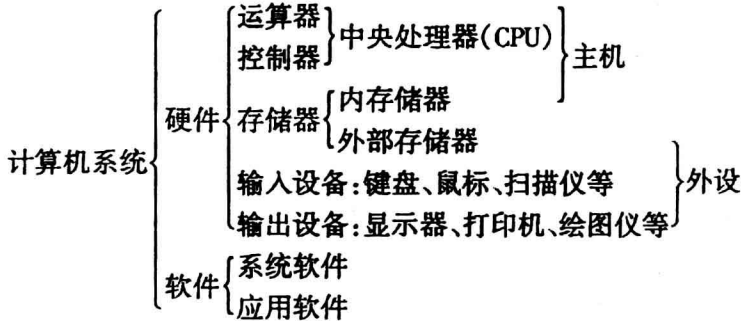 运算器
控制器
中央处理器(CPU)
主机
硬件
存储器
内存储器
外部存储器
计算机系统
输入设备:键盘、鼠标、扫描仪等
外设
输出设备:显示器、打印机、绘图仪等
软件
系统软件
应用软件